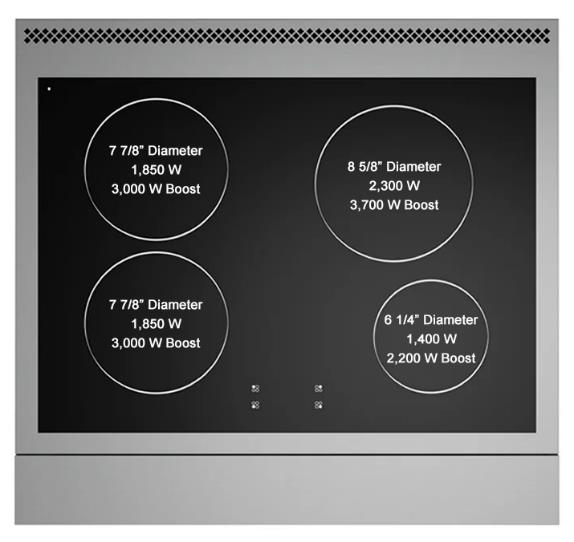 7 7/8" Diameter
1,850 W
3,000 W Boost
8 5/8" Diameter
2,300 W
3,700 W Boost
7 7/8" Diameter
1,850 W
3,000 W Boost
6 1/4" Diameter
1,400 W
2,200 W Boost